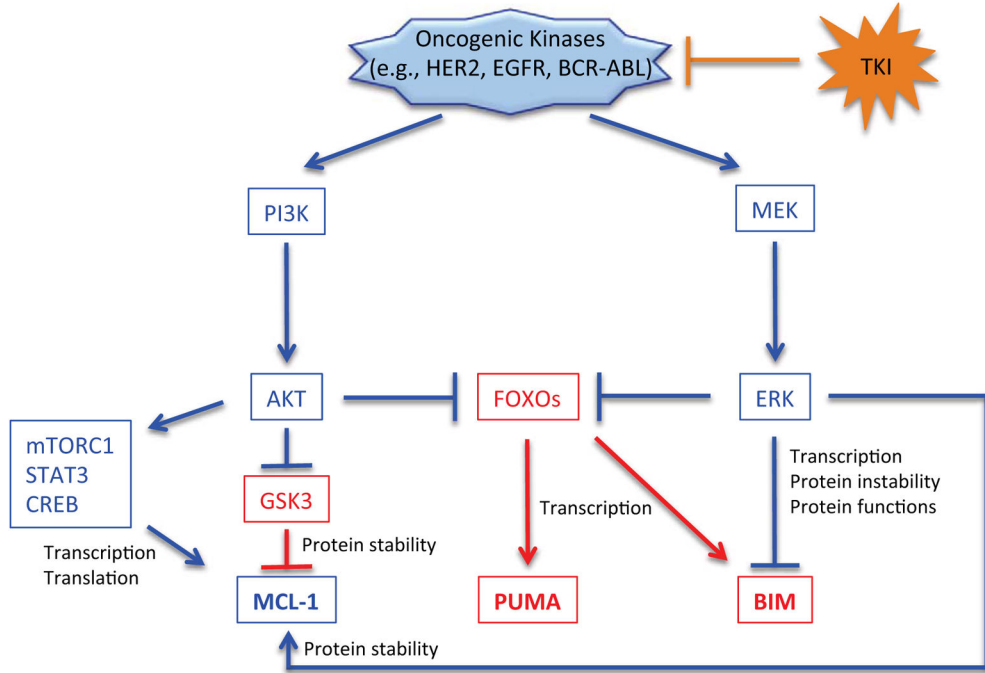 Oncogenic Kinases
(e.g., HER2, EGFR, BCR-ABL)
TKI
PI3K
MEK
AKT
FOXOs
ERK
mTORC1
STAT3
CREB
GSK3
Transcription
Protein instability
Protein functions
Transcription
Protein stability
Transcription
Translation
MCL-1
PUMA
BIM
Protein stability